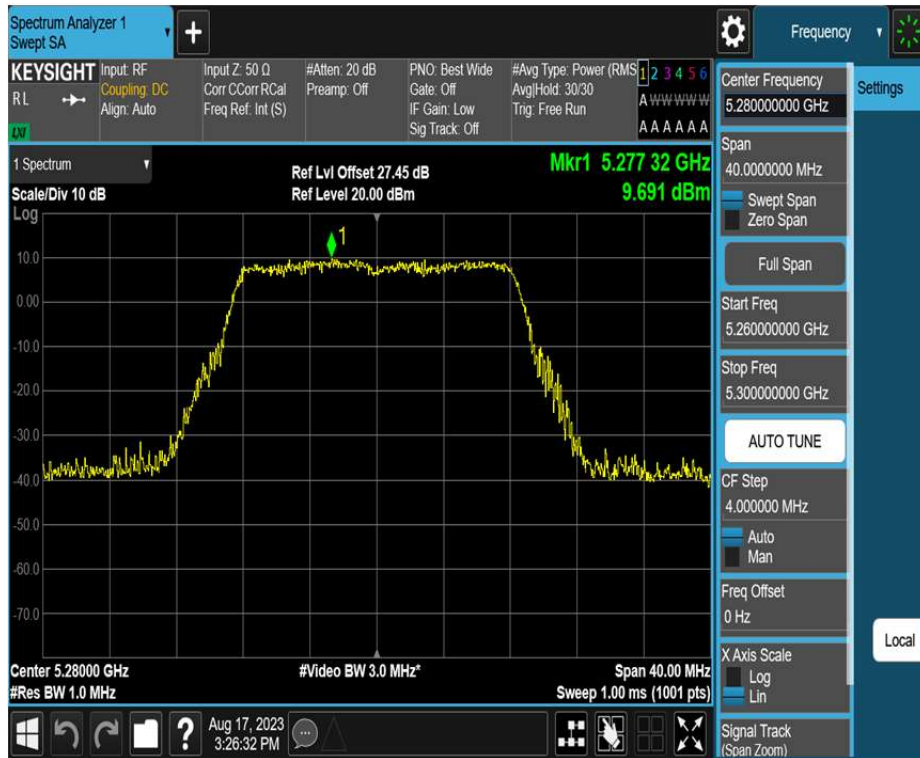 Spectrum Analyzer 1
Swept SA
+
Frequency
KEYSIGHT
R L
LXI
Input: RF
Coupling: DC
Align: Auto
Input Z: 50 Ω
Corr CCorr RCal
Freq Ref: Int (S)
#Atten: 20 dB
Preamp: Off
PNO: Best Wide
Gate: Off
IF Gain: Low
Sig Track: Off
#Avg Type: Power (RMS
Avg|Hold: 30/30
Trig: Free Run
1 2 3 4 5 6
A W W W W W
A A A A A A
1 Spectrum
Scale/Div 10 dB
Log
Ref Lvl Offset 27.45 dB
Ref Level 20.00 dBm
Mkr1 5.277 32 GHz
9.691 dBm
1
10.0
0.00
-10.0
-20.0
-30.0
-40.0
-50.0
-60.0
-70.0
Center 5.28000 GHz
#Res BW 1.0 MHz
#Video BW 3.0 MHz*
Span 40.00 MHz
Sweep 1.00 ms (1001 pts)
?
Aug 17, 2023
3:26:32 PM
Center Frequency
5.280000000 GHz
Span
40.0000000 MHz
Swept Span
Zero Span
Full Span
Start Freq
5.260000000 GHz
Stop Freq
5.300000000 GHz
AUTO TUNE
CF Step
4.000000 MHz
Auto
Man
Freq Offset
0 Hz
X Axis Scale
Log
Lin
Signal Track
(Span Zoom)
Settings
Local